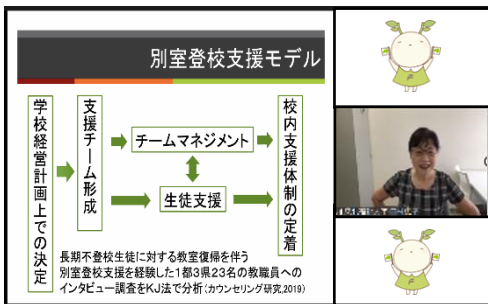 別室登校支援モデル
学校経営計画上での決定
支援チーム形成
チームマネジメント
生徒支援
校内支援体制の定着
長期不登校生徒に対する教室復帰を伴う
別室登校支援を経験した1都3県23名の教職員への
インタビュー調査をKJ法で分析(カウンセリング研究,2019)